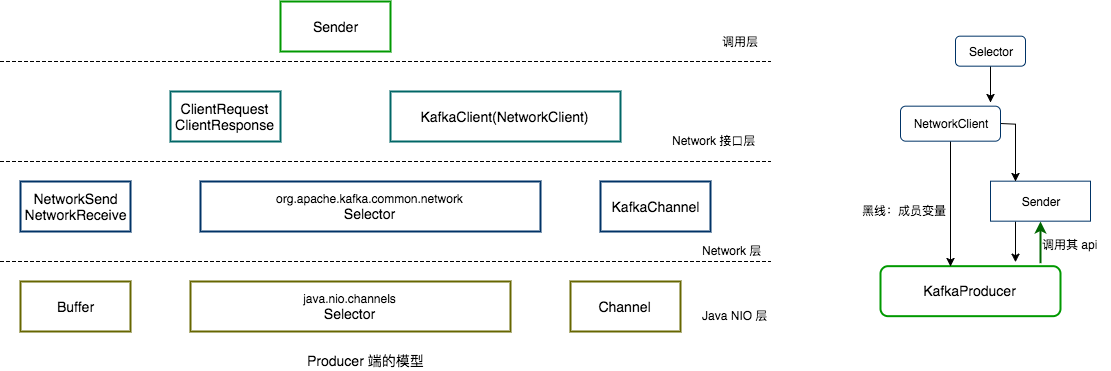 Sender
调用层
ClientRequest
ClientResponse
KafkaClient(NetworkClient)
Network 接口层
NetworkSend
NetworkReceive
org.apache.kafka.common.network
Selector
KafkaChannel
Network 层
Buffer
java.nio.channels
Selector
Channel
Java NIO 层
Producer 端的模型
Selector
NetworkClient
Sender
黑线：成员变量
调用其 api
KafkaProducer